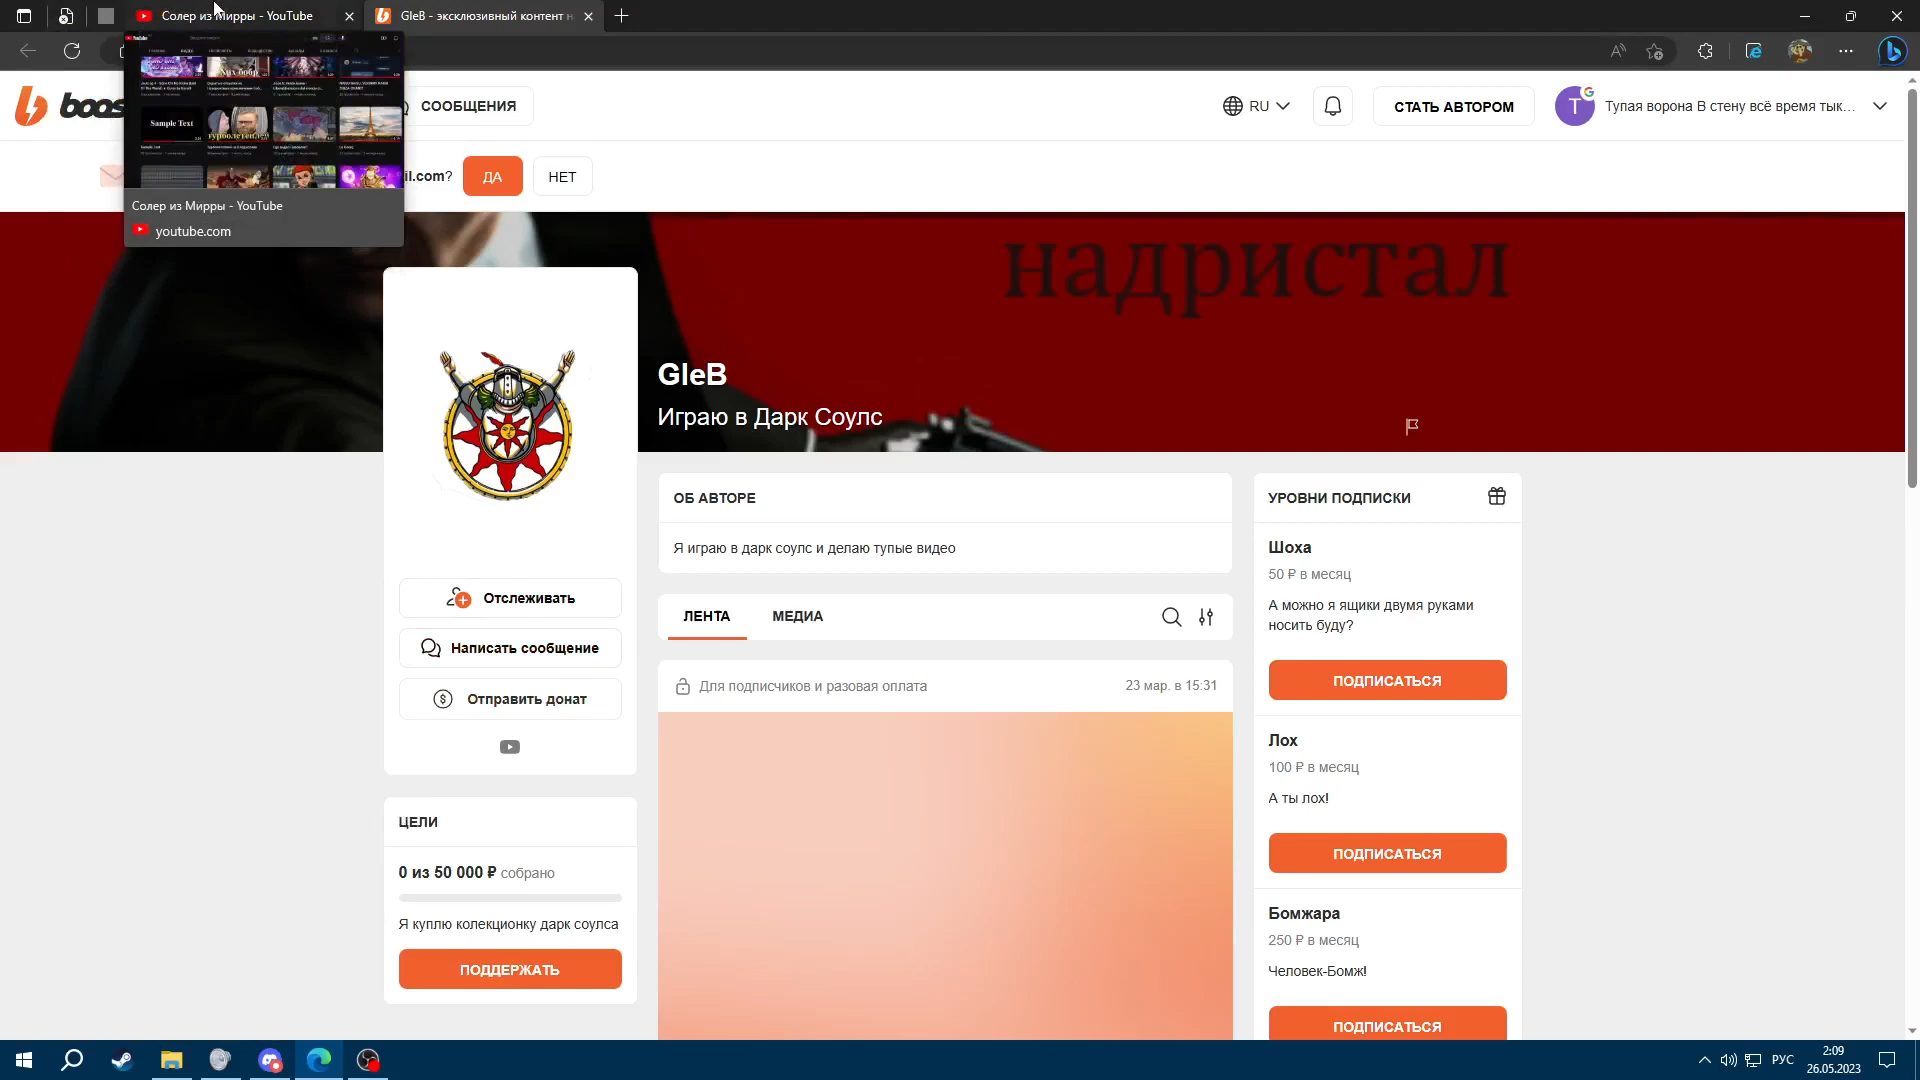 Солер из Мирры - YouTube
GleB - эксклюзивный контент н
boos
СООБЩЕНИЯ
RU
СТАТЬ АВТОРОМ
T
G
Тупая ворона В стену всё время тык...
Sample Text
Солер из Мирры - YouTube
youtube.com
il.com?
ДА
НЕТ
надристал
GleB
Играю в Дарк Соулс
Отслеживать
Написать сообщение
Отправить донат
ЦЕЛИ
0 из 50 000 ₽ собрано
Я куплю колекционку дарк соулса
ПОДДЕРЖАТЬ
ОБ АВТОРЕ
Я играю в дарк соулс и делаю тупые видео
ЛЕНТА
МЕДИА
Для подписчиков и разовая оплата
23 мар. в 15:31
УРОВНИ ПОДПИСКИ
Шоха
50 ₽ в месяц
А можно я ящики двумя руками
носить буду?
ПОДПИСАТЬСЯ
Лох
100 ₽ в месяц
А ты лох!
ПОДПИСАТЬСЯ
Бомжара
250 ₽ в месяц
Человек-Бомж!
ПОДПИСАТЬСЯ
РУС
2:09
26.05.2023